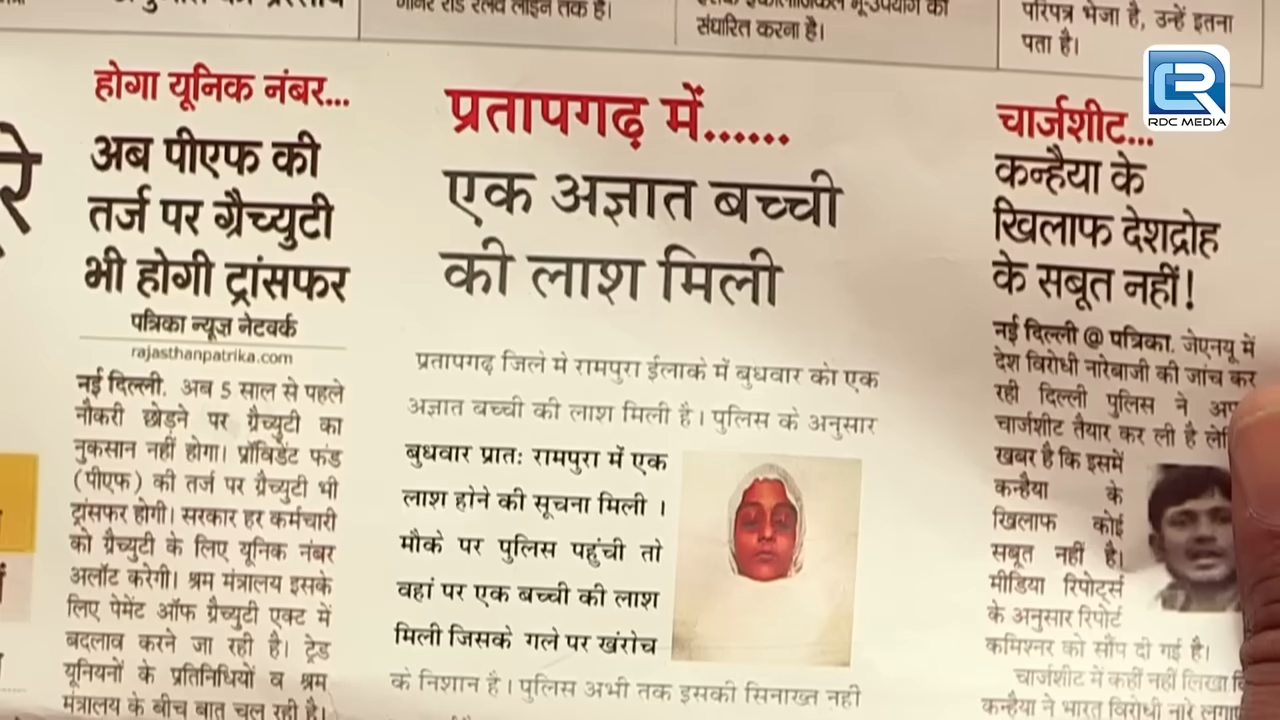 संधारित करना है।
परिपत्र भेजा है, उन्हें इतना
पता है।
RDC MEDIA
होगा यूनिक नंबर...
अब पीएफ की
तर्ज पर ग्रैच्युटी
भी होगी ट्रांसफर
पत्रिका न्यूज़ नेटवर्क
rajasthanpatrika.com
नई दिल्ली. अब 5 साल से पहले
नौकरी छोड़ने पर ग्रैच्युटी का
नुकसान नहीं होगा। प्रॉविडेंट फंड
(पीएफ) की तर्ज पर ग्रैच्युटी भी
ट्रांसफर होगी। सरकार हर कर्मचारी
को ग्रैच्युटी के लिए यूनिक नंबर
अलॉट करेगी। श्रम मंत्रालय इसके
लिए पेमेंट ऑफ ग्रैच्युटी एक्ट में
बदलाव करने जा रही है। ट्रेड
यूनियनों के प्रतिनिधियों व श्रम
मंत्रालय के बीच बात चल रही है।
प्रतापगढ़ में......
एक अज्ञात बच्ची
की लाश मिली
प्रतापगढ़ जिले मे रामपुरा ईलाके में बुधवार को एक
अज्ञात बच्ची की लाश मिली है। पुलिस के अनुसार
बुधवार प्रातः रामपुरा में एक
लाश होने की सूचना मिली ।
मौके पर पुलिस पहुंची तो
वहां पर एक बच्ची की लाश
मिली जिसके गले पर खंरोच
के निशान है। पुलिस अभी तक इसकी सिनाख्त नही
चार्जशीट...
कन्हैया के
खिलाफ देशद्रोह
के सबूत नहीं!
नई दिल्ली @ पत्रिका. जेएनयू में
देश विरोधी नारेबाजी की जांच कर
रही दिल्ली पुलिस ने
चार्जशीट तैयार कर ली है
खबर है कि इसमें
कन्हैया के
खिलाफ कोई
सबूत नहीं है।
मीडिया रिपोर्ट्स
के अनुसार रिपोर्ट
कमिश्नर को सौंप दी गई है।
चार्जशीट में कहीं नहीं लिखा
कन्हैया ने भारत विरोधी नारे